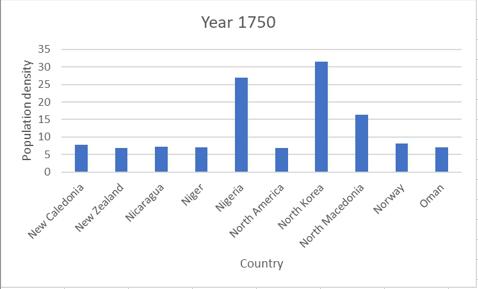 Year 1750
Population density
35
30
25
20
15
10
5
0
New Caledonia
New Zealand
Nicaragua
Niger
Nigeria
North America
North Korea
North Macedonia
Norway
Oman
Country